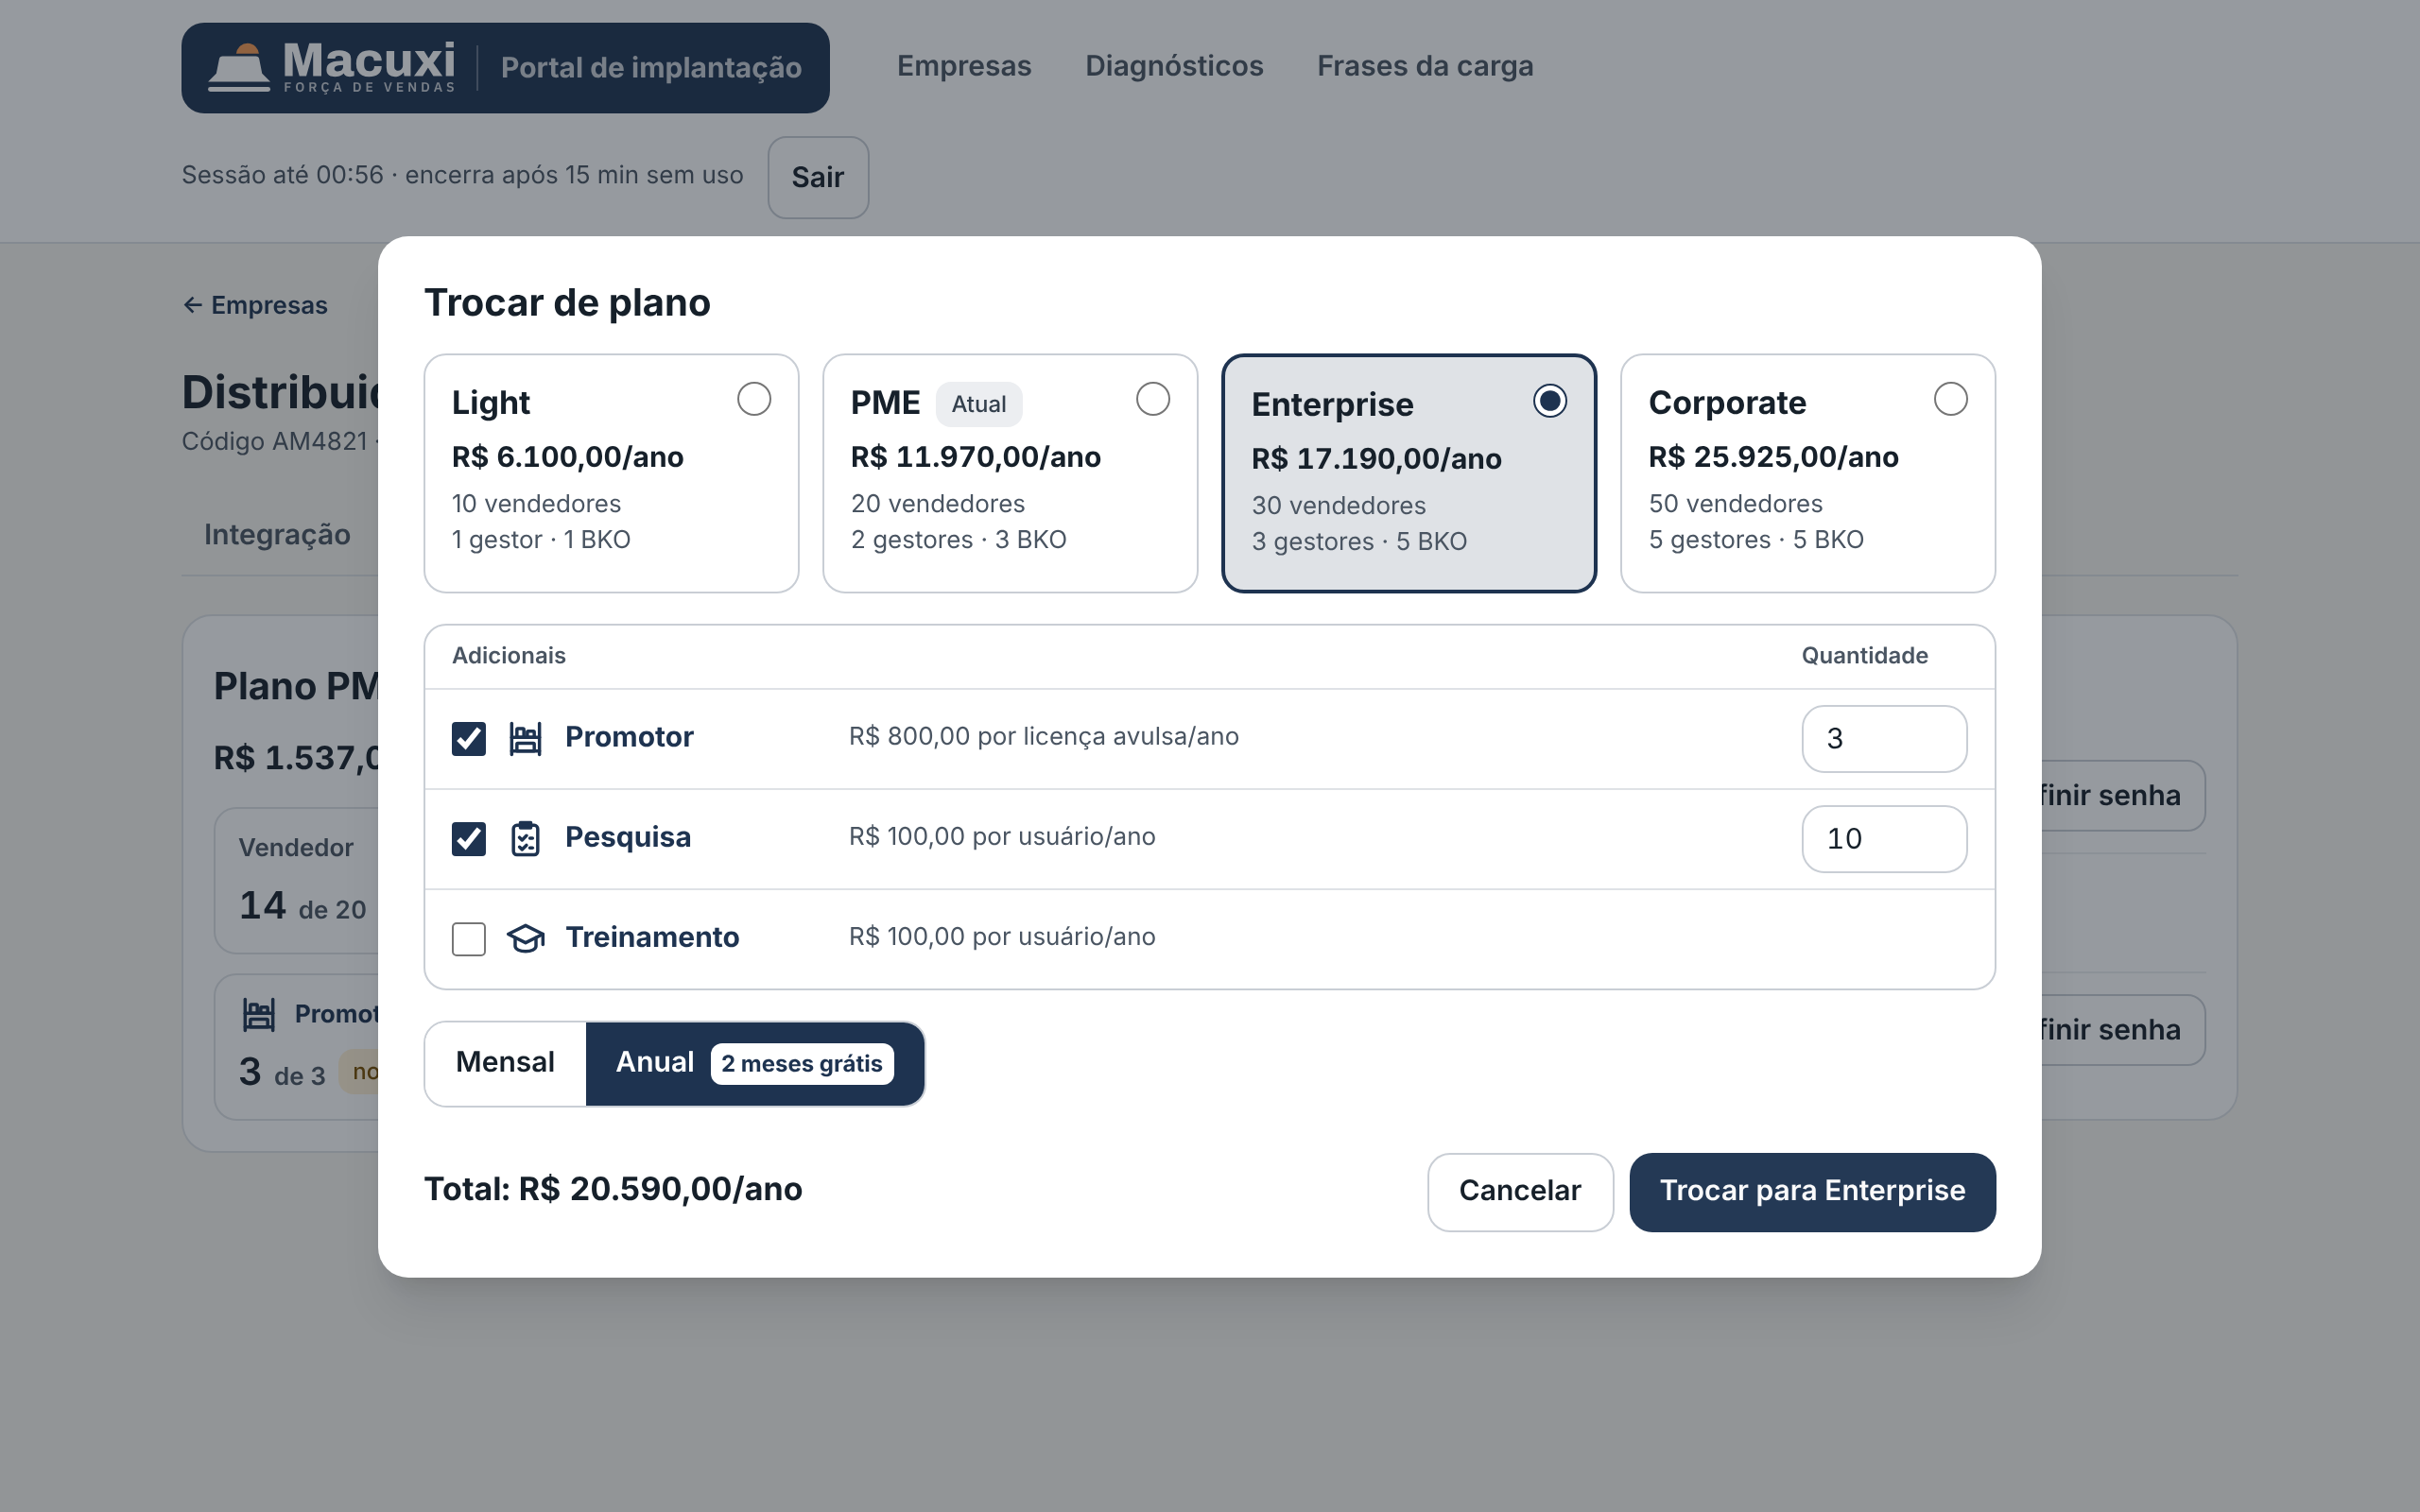 Macuxi
FORÇA DE VENDAS
Portal de implantação
Empresas
Diagnósticos
Frases da carga
Sessão até 00:56 · encerra após 15 min sem uso
Sair
← Empresas
Código AM4821 ·
Integração
Plano
R$ 1.537,0
Vendedor
14 de 20
3 de 3
finir senha
finir senha
Trocar de plano
Light
R$ 6.100,00/ano
10 vendedores
1 gestor · 1 BKO
PME Atual
R$ 11.970,00/ano
20 vendedores
2 gestores · 3 BKO
Enterprise
R$ 17.190,00/ano
30 vendedores
3 gestores · 5 BKO
Corporate
R$ 25.925,00/ano
50 vendedores
5 gestores · 5 BKO
Adicionais Quantidade
Promotor R$ 800,00 por licença avulsa/ano 3
Pesquisa R$ 100,00 por usuário/ano 10
Treinamento R$ 100,00 por usuário/ano
Mensal Anual 2 meses grátis
Total: R$ 20.590,00/ano
Cancelar
Trocar para Enterprise